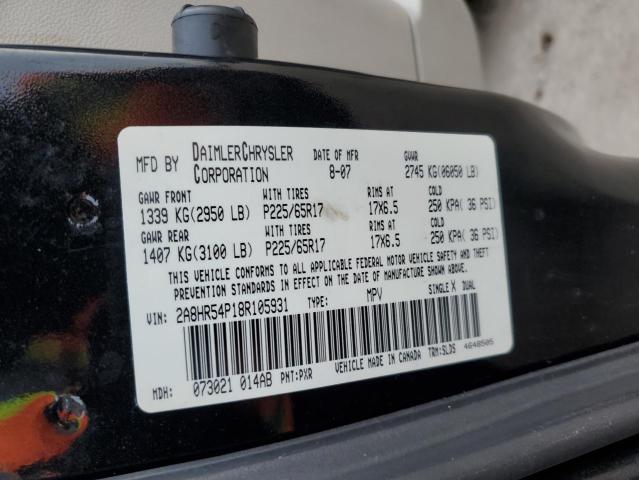 MFD BY DAIMLERCHRYSLER CORPORATION DATE OF MFR 8-07 GVWR 2745 KG(06050 LB)
GAWR FRONT WITH TIRES RIMS AT COLD
1339 KG(2950 LB) P225/65R17 17X6.5 250 KPA( 36 PSI)
GAWR REAR WITH TIRES RIMS AT COLD
1407 KG(3100 LB) P225/65R17 17X6.5 250 KPA( 36 PSI)
THIS VEHICLE CONFORMS TO ALL APPLICABLE FEDERAL MOTOR VEHICLE SAFETY AND THEFT
PREVENTION STANDARDS IN EFFECT ON THE DATE OF MANUFACTURE SHOWN ABOVE.
VIN: 2A8HR54P18R105931 TYPE: MPV SINGLE X DUAL
VEHICLE MADE IN CANADA TRM:SLDS 4648505
MDH: 073021 014AB PNT:PXR